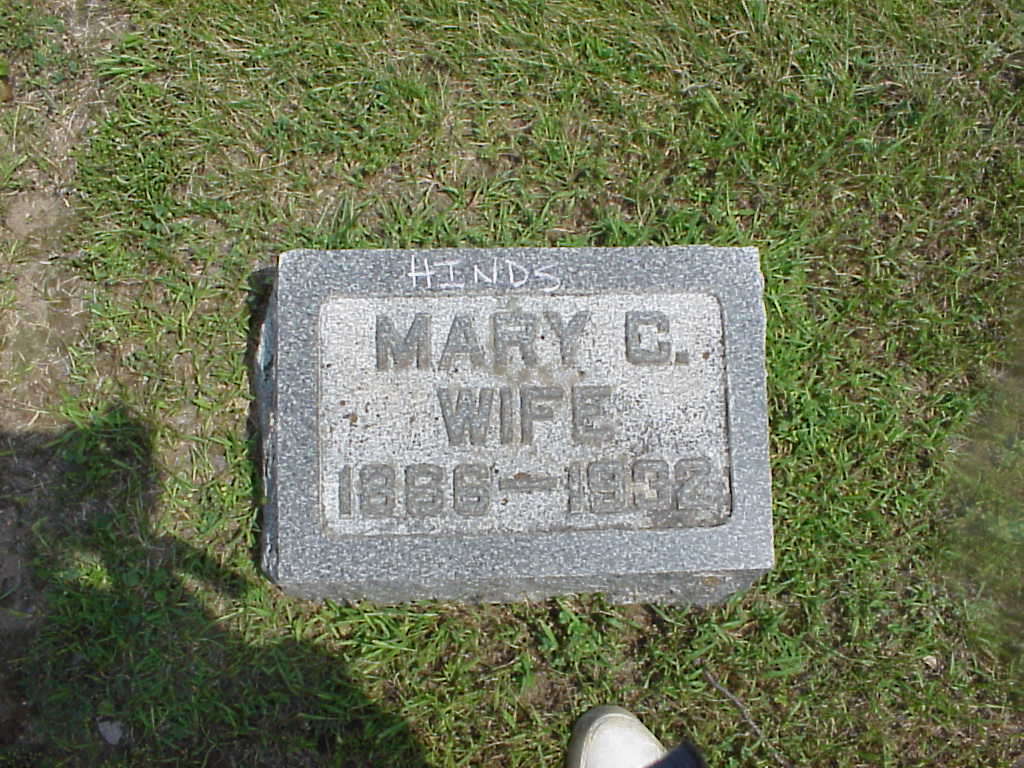 HINDS
MARY C.
WIFE
1886-1932